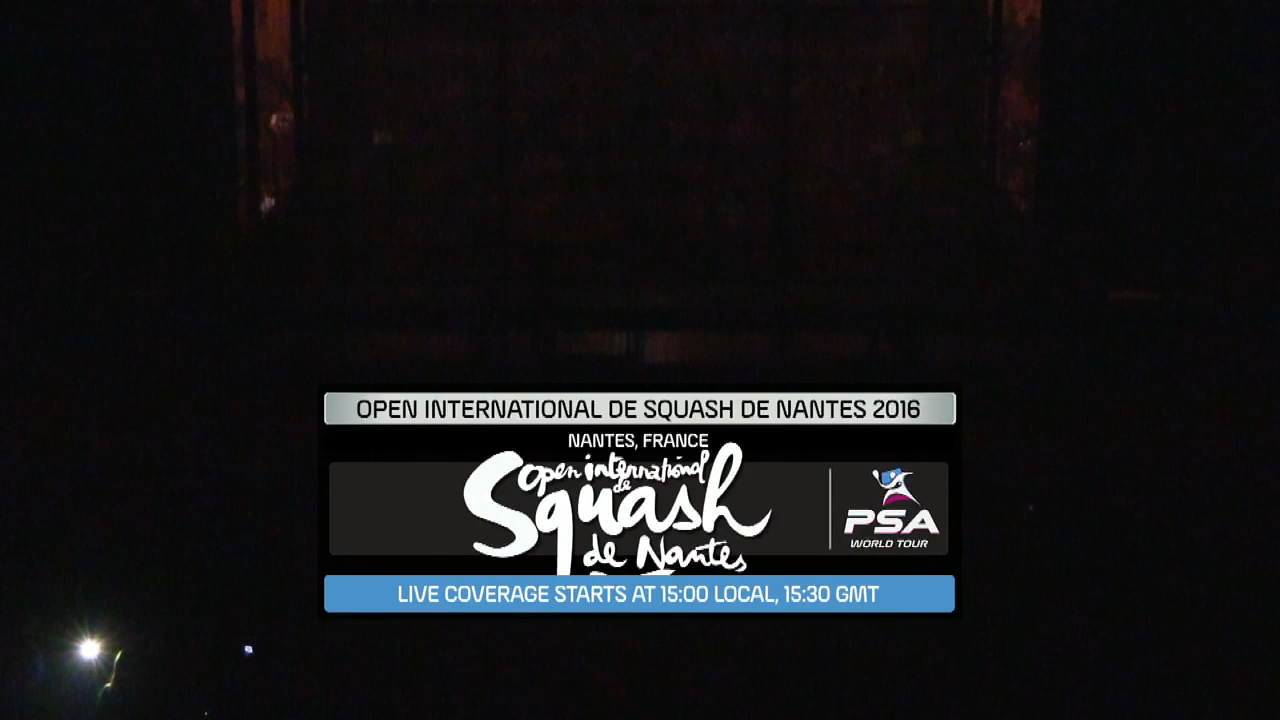 OPEN INTERNATIONAL DE SQUASH DE NANTES 2016
NANTES, FRANCE
Open international
de
Squash
de Nantes
PSA
WORLD TOUR
LIVE COVERAGE STARTS AT 15:00 LOCAL, 15:30 GMT